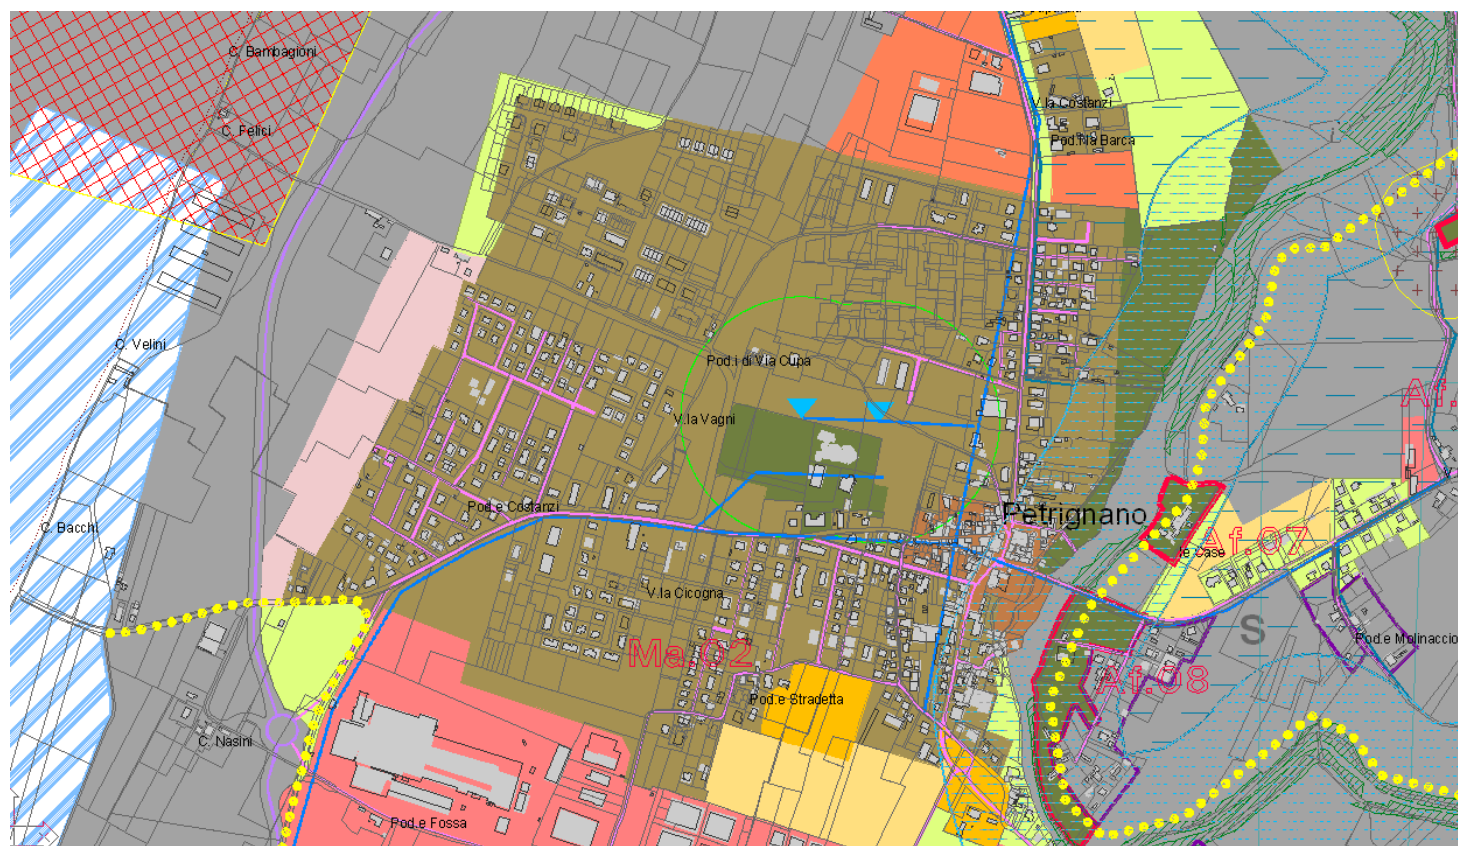 C. Bambagioni
V.la Costanzi
C. Felici
Pod. la Barca
C. Velini
Pod.i di Via Cupa
V.la Vagni
Pod.e Costanzi
Petrignano
C. Bacchi
Af.07
le Case
V.la Cicogna
S
Pod.e Molinaccio
Ma.02
Af.08
Pod.e Stradetta
C. Nasini
Pod.e Fossa